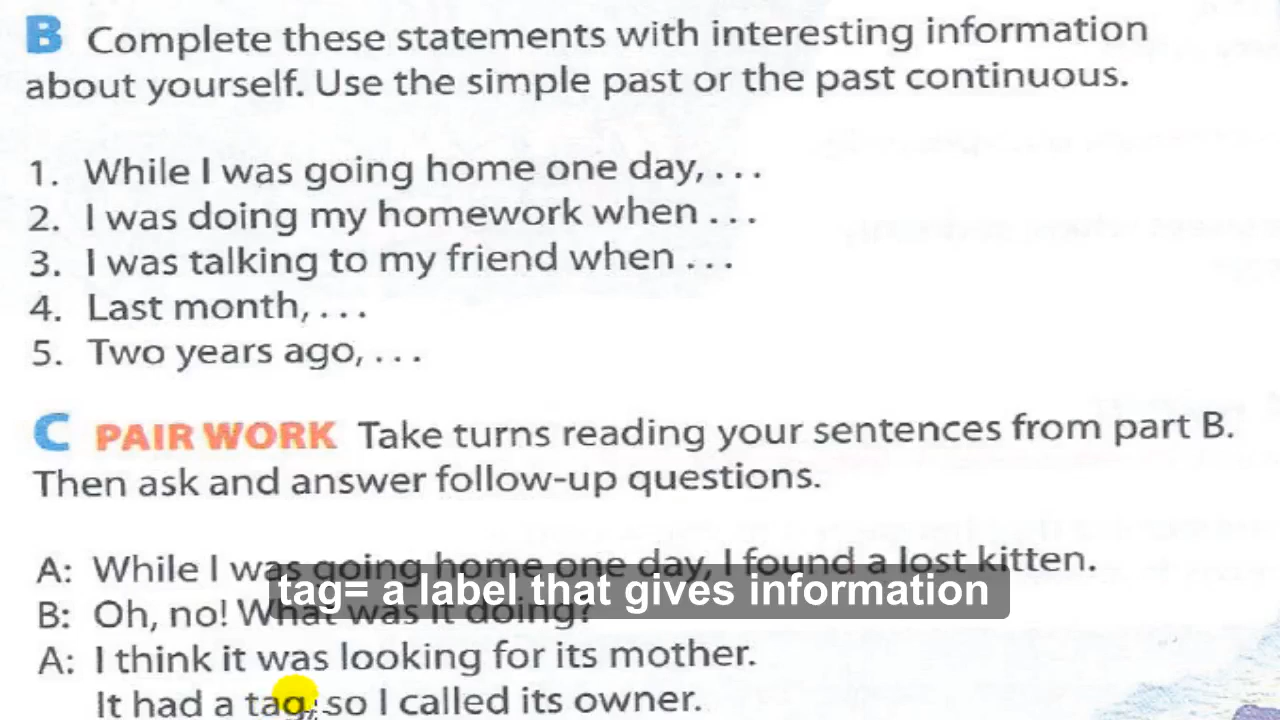 B Complete these statements with interesting information
about yourself. Use the simple past or the past continuous.
1. While I was going home one day, . . .
2. I was doing my homework when . . .
3. I was talking to my friend when . . .
4. Last month, . . .
5. Two years ago, . . .
C PAIR WORK Take turns reading your sentences from part B.
Then ask and answer follow-up questions.
A: While I was going home one day, I found a lost kitten.
tag= a label that gives information
B: Oh, no! What was it doing?
A: I think it was looking for its mother.
It had a tag, so I called its owner.